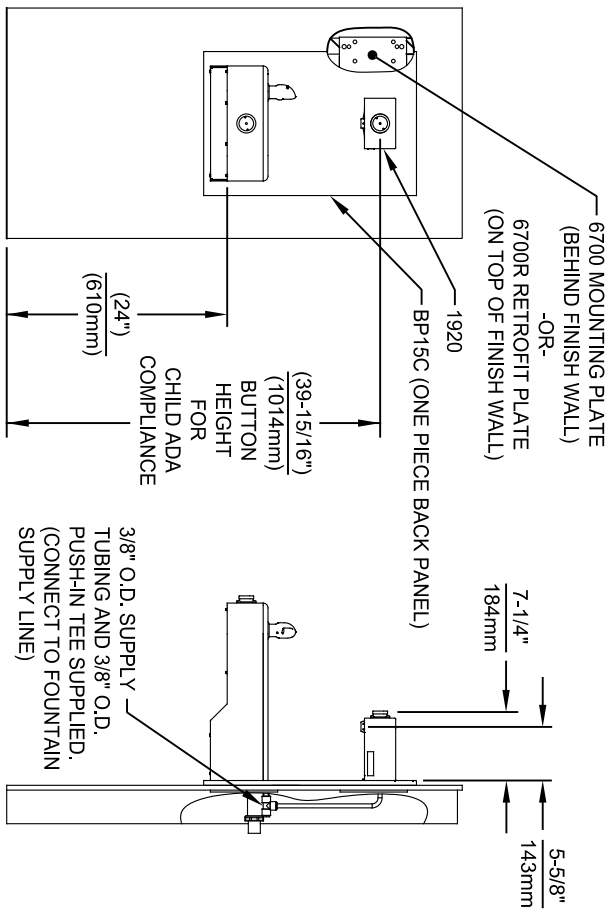 6700 MOUNTING PLATE
(BEHIND FINISH WALL)
-OR-
6700R RETROFIT PLATE
(ON TOP OF FINISH WALL)
1920
BP15C (ONE PIECE BACK PANEL)
(39-15/16")
(1014mm)
BUTTON
HEIGHT
FOR
CHILD ADA
COMPLIANCE
(24")
(610mm)
7-1/4"
184mm
5-5/8"
143mm
3/8" O.D. SUPPLY
TUBING AND 3/8" O.D.
PUSH-IN TEE SUPPLIED.
(CONNECT TO FOUNTAIN
SUPPLY LINE)